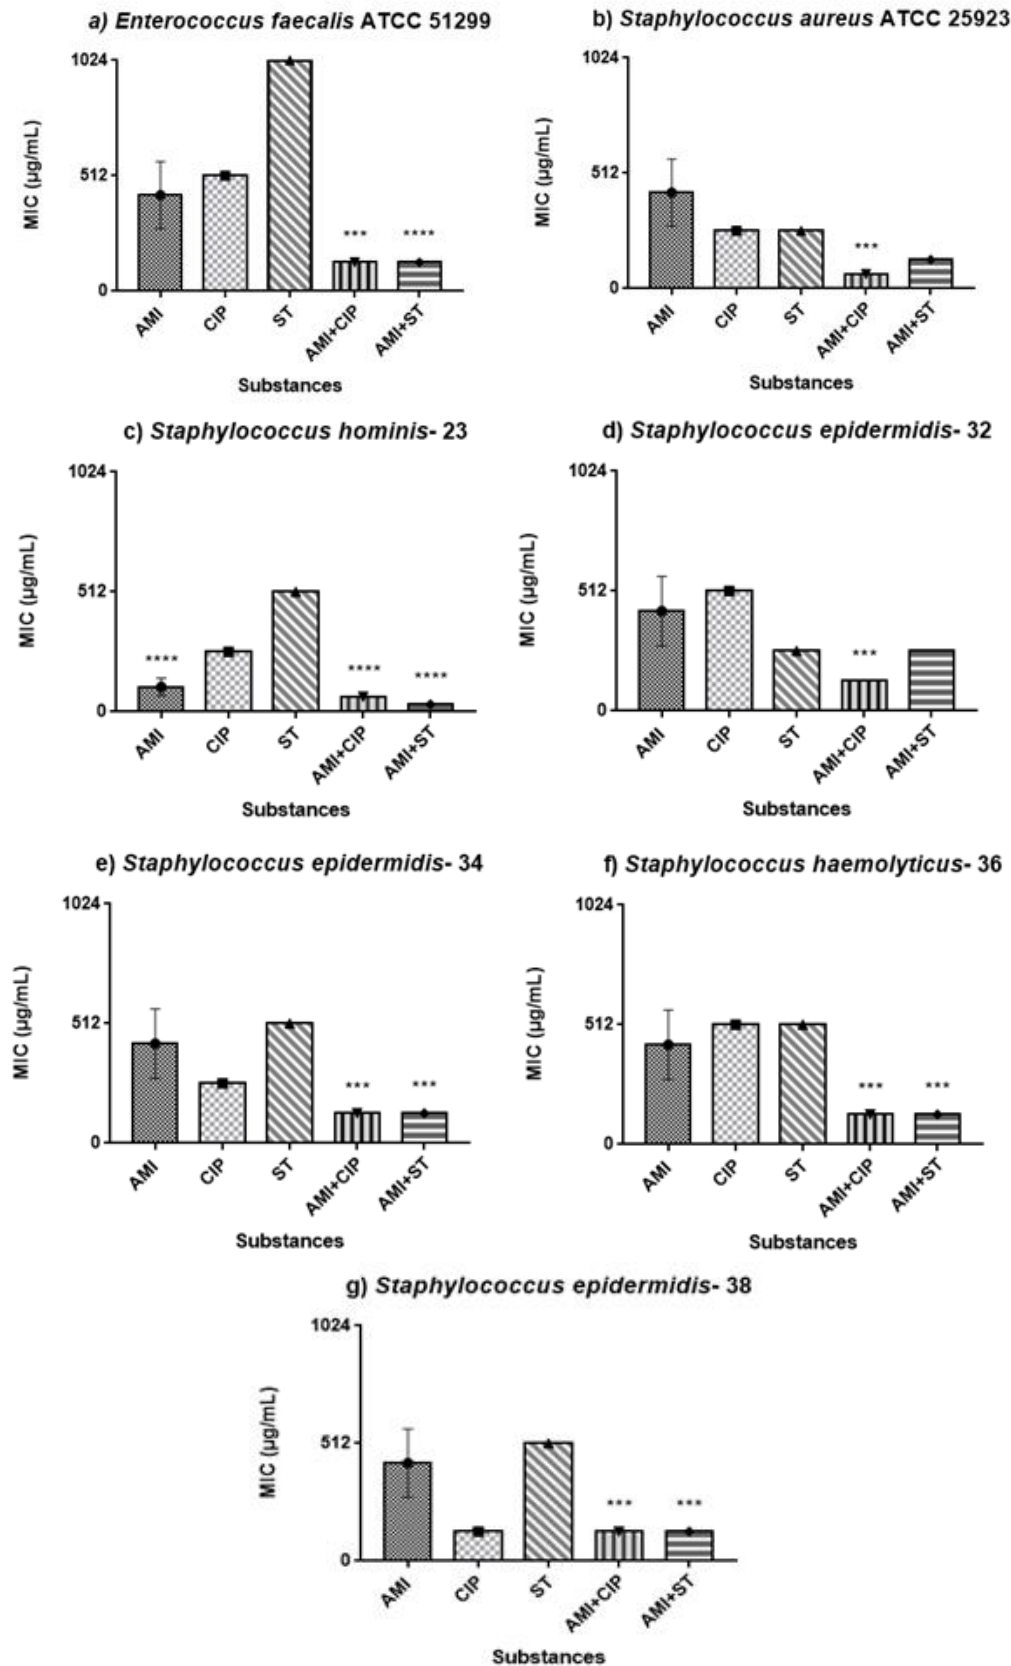 a) Enterococcus faecalis ATCC 51299
1024
512
0
MIC (µg/mL)
***
****
AMI
CIP
ST
AMI+CIP
AMI+ST
Substances
b) Staphylococcus aureus ATCC 25923
1024
512
0
MIC (µg/mL)
***
AMI
CIP
ST
AMI+CIP
AMI+ST
Substances
c) Staphylococcus hominis- 23
1024
512
0
MIC (µg/mL)
****
****
****
AMI
CIP
ST
AMI+CIP
AMI+ST
Substances
d) Staphylococcus epidermidis- 32
1024
512
0
MIC (µg/mL)
***
AMI
CIP
ST
AMI+CIP
AMI+ST
Substances
e) Staphylococcus epidermidis- 34
1024
512
0
MIC (µg/mL)
***
***
AMI
CIP
ST
AMI+CIP
AMI+ST
Substances
f) Staphylococcus haemolyticus- 36
1024
512
0
MIC (µg/mL)
***
***
AMI
CIP
ST
AMI+CIP
AMI+ST
Substances
g) Staphylococcus epidermidis- 38
1024
512
0
MIC (µg/mL)
***
***
AMI
CIP
ST
AMI+CIP
AMI+ST
Substances